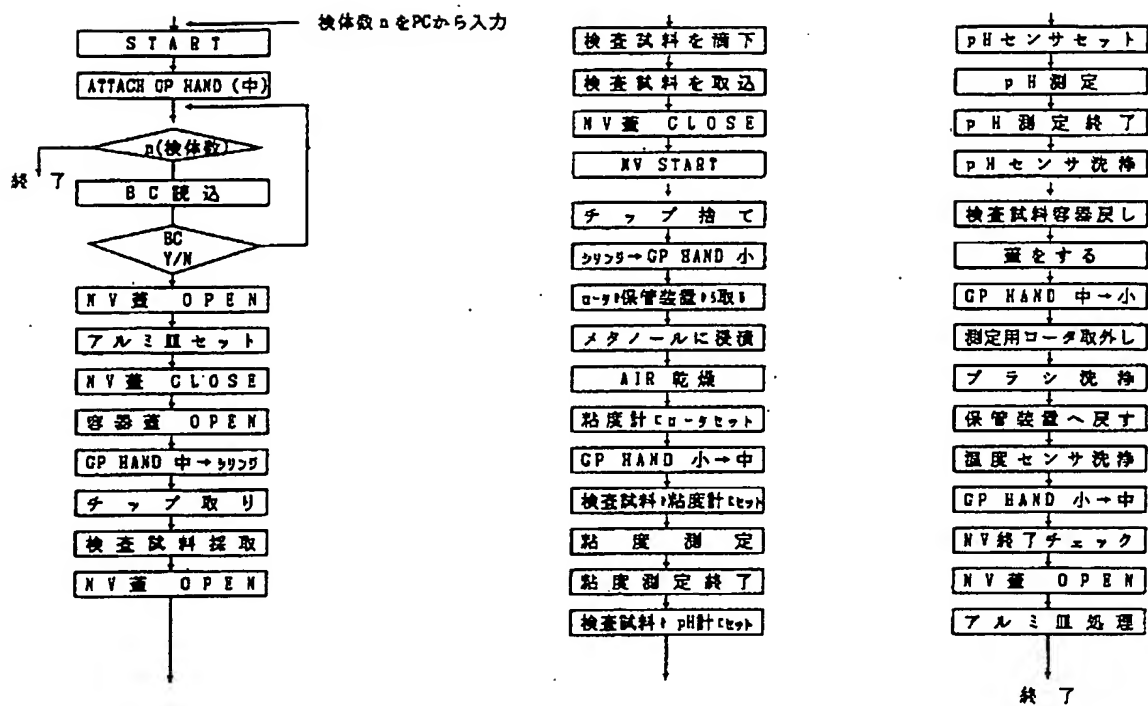 検体数 n をPCから入力
START
ATTACH GP HAND (中)
n(検体数)
終 了
BC 読込
BC
Y/N
NV蓋 OPEN
アルミ皿セット
NV蓋 CLOSE
容器蓋 OPEN
GP HAND 中→シリンジ
チップ取り
検査試料採取
NV蓋 OPEN
検査試料を滴下
検査試料を取込
NV蓋 CLOSE
NV START
チップ捨て
シリンジ→GP HAND 小
ロータを保管装置から取る
メタノールに浸漬
AIR 乾燥
粘度計にロータセット
GP HAND 小→中
検査試料を粘度計にセット
粘度測定
粘度測定終了
検査試料を pH計にセット
pHセンサセット
pH測定
pH測定終了
pHセンサ洗浄
検査試料容器戻し
蓋をする
GP HAND 中→小
測定用ロータ取外し
ブラシ洗浄
保管装置へ戻す
温度センサ洗浄
GP HAND 小→中
NV終了チェック
NV蓋 OPEN
アルミ皿処理
終 了